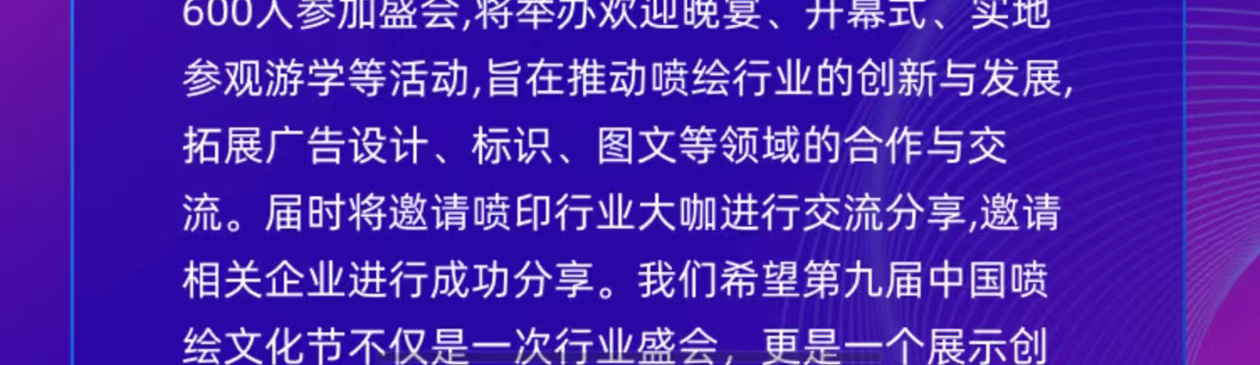 600人参加盛会,将举办欢迎晚宴、开幕式、实地
参观游学等活动,旨在推动喷绘行业的创新与发展,
拓展广告设计、标识、图文等领域的合作与交
流。届时将邀请喷印行业大咖进行交流分享,邀请
相关企业进行成功分享。我们希望第九届中国喷
绘文化节不仅是一次行业盛会，更是一个展示创